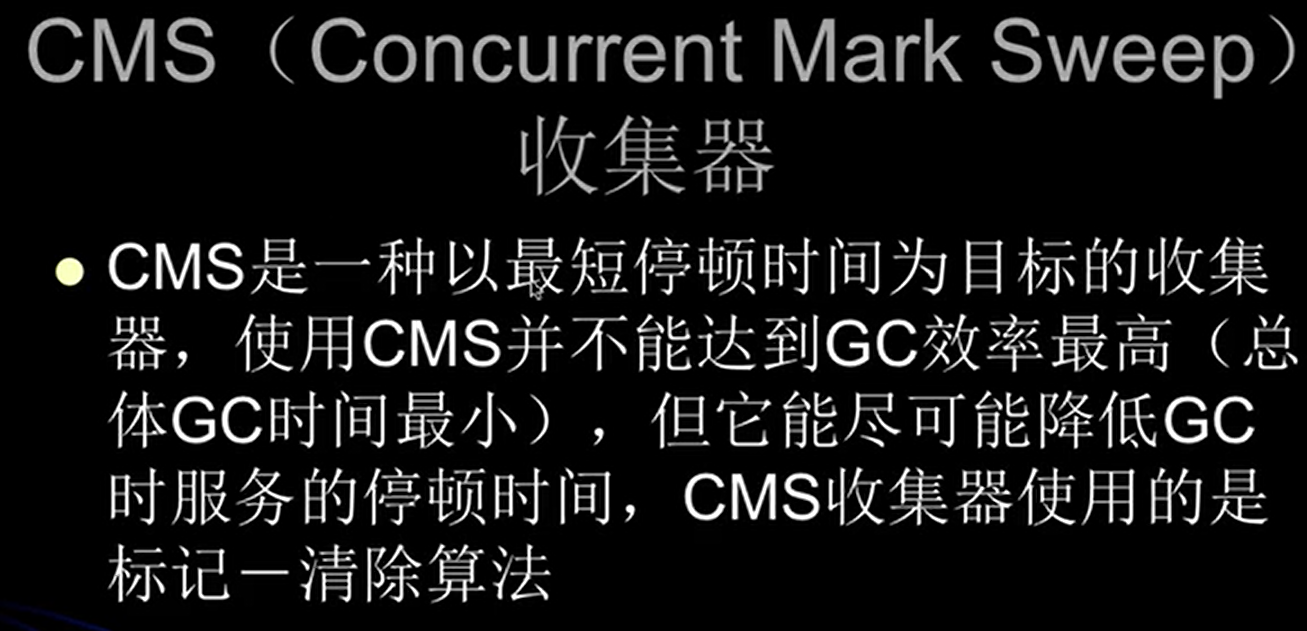 CMS（Concurrent Mark Sweep）
收集器
CMS是一种以最短停顿时间为目标的收集
器，使用CMS并不能达到GC效率最高（总
体GC时间最小），但它能尽可能降低GC
时服务的停顿时间，CMS收集器使用的是
标记－清除算法